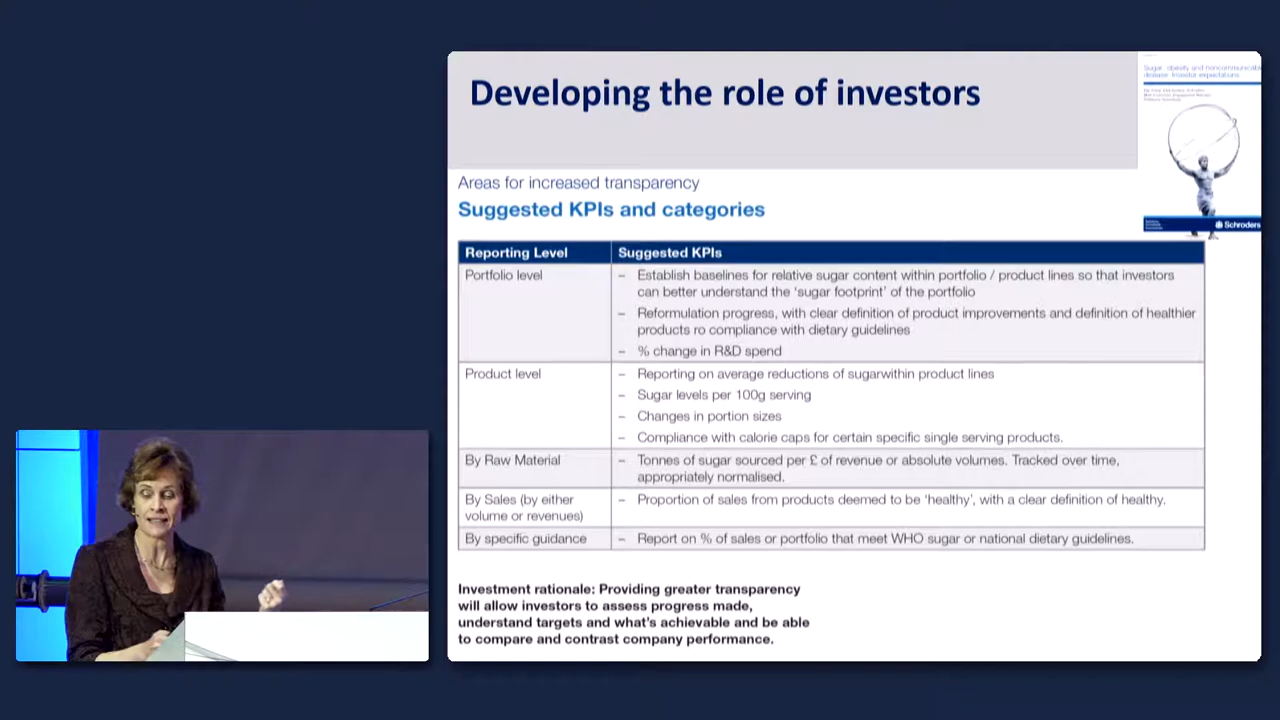 Developing the role of investors
Sugar, obesity and noncommunicable
disease: investor expectations
Schroders
Areas for increased transparency
Suggested KPIs and categories
Reporting Level
Suggested KPIs
Portfolio level
– Establish baselines for relative sugar content within portfolio / product lines so that investors
can better understand the ‘sugar footprint’ of the portfolio
– Reformulation progress, with clear definition of product improvements and definition of healthier
products ro compliance with dietary guidelines
– % change in R&D spend
Product level
– Reporting on average reductions of sugarwithin product lines
– Sugar levels per 100g serving
– Changes in portion sizes
– Compliance with calorie caps for certain specific single serving products.
By Raw Material
– Tonnes of sugar sourced per £ of revenue or absolute volumes. Tracked over time,
appropriately normalised.
By Sales (by either
volume or revenues)
– Proportion of sales from products deemed to be ‘healthy’, with a clear definition of healthy.
By specific guidance
– Report on % of sales or portfolio that meet WHO sugar or national dietary guidelines.
Investment rationale: Providing greater transparency
will allow investors to assess progress made,
understand targets and what’s achievable and be able
to compare and contrast company performance.